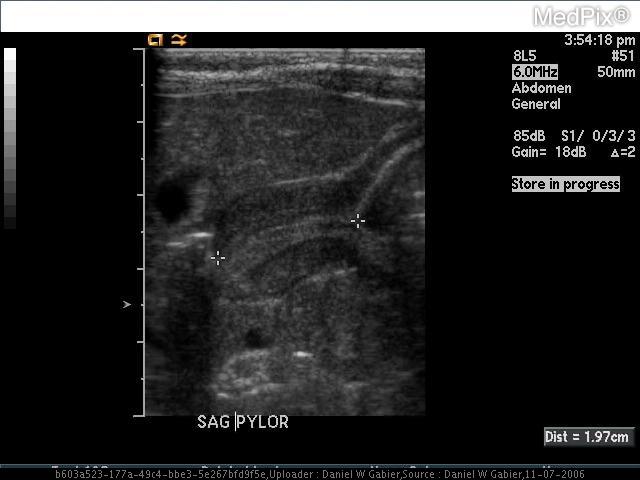 MedPix®
3:54:18 pm
8L5 #51
6.0MHz 50mm
Abdomen
General
85dB S1/ 0/3/3
Gain= 18dB Δ=2
Store in progress
SAG PYLOR
Dist = 1.97cm
b603a523-177a-49c4-bbe3-5e267bfd9f5e,Uploader : Daniel W Gabier,Source : Daniel W Gabier,11-07-2006